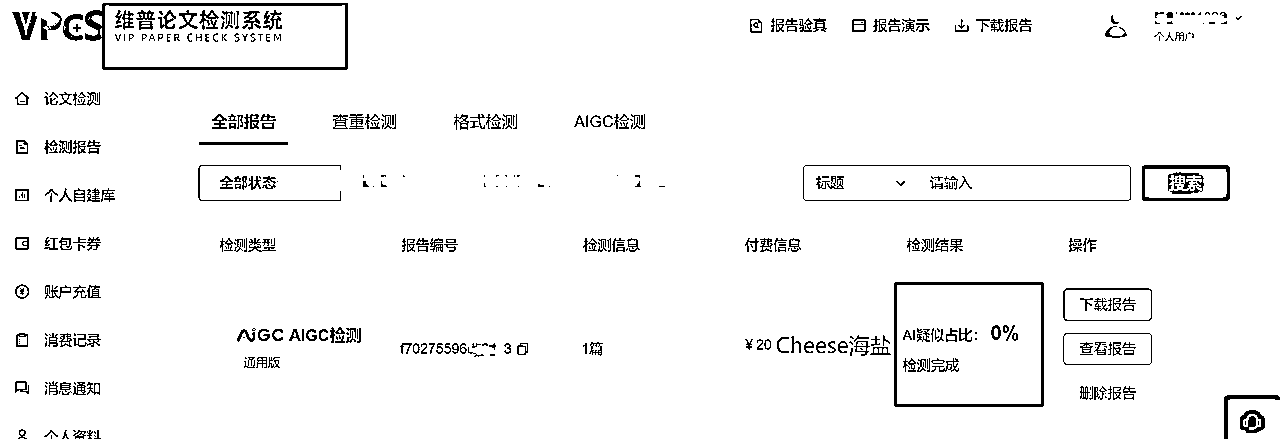 VPCS 维普论文检测系统
VIP PAPER CHECK SYSTEM
报告验真 报告演示 下载报告
个人用户
论文检测
检测报告
个人自建库
红包卡券
账户充值
消费记录
消息通知
个人资料
全部报告 查重检测 格式检测 AIGC检测
全部状态 标题 请输入 搜索
检测类型 报告编号 检测信息 付费信息 检测结果 操作
AIGC AIGC检测
通用版
1篇
¥ 20 Cheese海盐
AI疑似占比: 0%
检测完成
下载报告
查看报告
删除报告